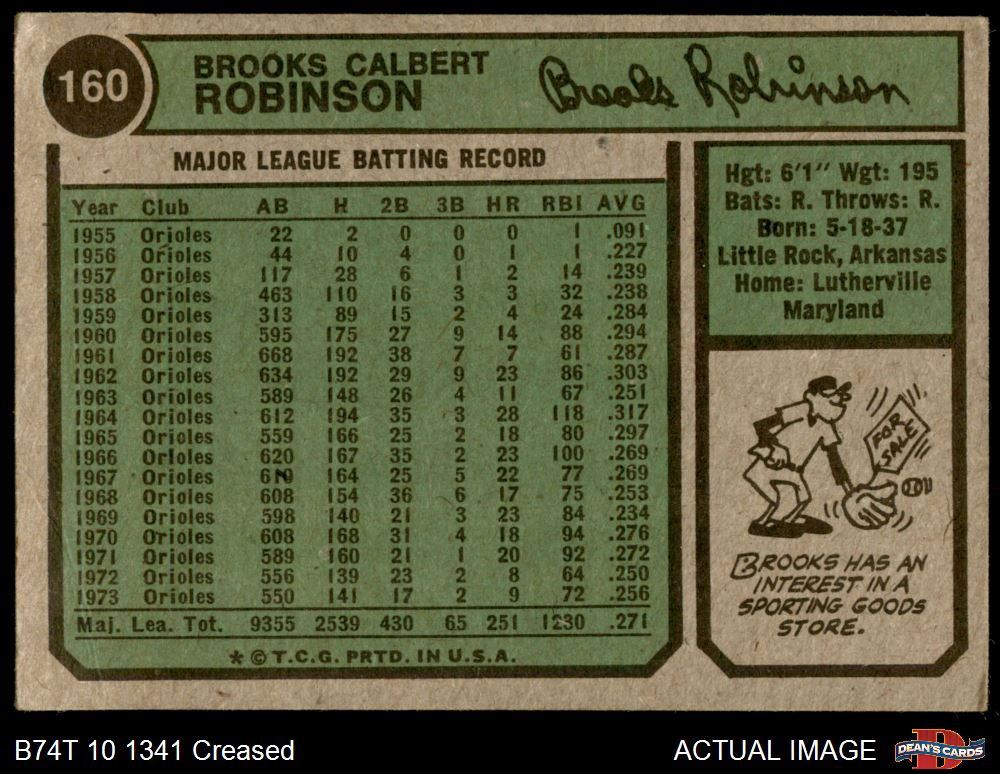 160
BROOKS CALBERT
ROBINSON
Brooks Robinson
MAJOR LEAGUE BATTING RECORD
Year Club AB H 2B 3B HR RBI AVG
1955 Orioles 22 2 0 0 0 1 .091
1956 Orioles 44 10 4 0 1 1 .227
1957 Orioles 117 28 6 1 2 14 .239
1958 Orioles 463 110 16 3 3 32 .238
1959 Orioles 313 89 15 2 4 24 .284
1960 Orioles 595 175 27 9 14 88 .294
1961 Orioles 668 192 38 7 7 61 .287
1962 Orioles 634 192 29 9 23 86 .303
1963 Orioles 589 148 26 4 11 67 .251
1964 Orioles 612 194 35 3 28 118 .317
1965 Orioles 559 166 25 2 18 80 .297
1966 Orioles 620 167 35 2 23 100 .269
1967 Orioles 164 25 5 22 77 .269
1968 Orioles 608 154 36 6 17 75 .253
1969 Orioles 598 140 21 3 23 84 .234
1970 Orioles 608 168 31 4 18 94 .276
1971 Orioles 589 160 21 1 20 92 .272
1972 Orioles 556 139 23 2 8 64 .250
1973 Orioles 550 141 17 2 9 72 .256
Maj. Lea. Tot. 9355 2539 430 65 251 1230 .271
* © T.C.G. PRTD. IN U.S.A.
Hgt: 6'1" Wgt: 195
Bats: R. Throws: R.
Born: 5-18-37
Little Rock, Arkansas
Home: Lutherville
Maryland
FOR
SALE
BROOKS HAS AN
INTEREST IN A
SPORTING GOODS
STORE.
B74T 10 1341 Creased
ACTUAL IMAGE
DEAN'S CARDS